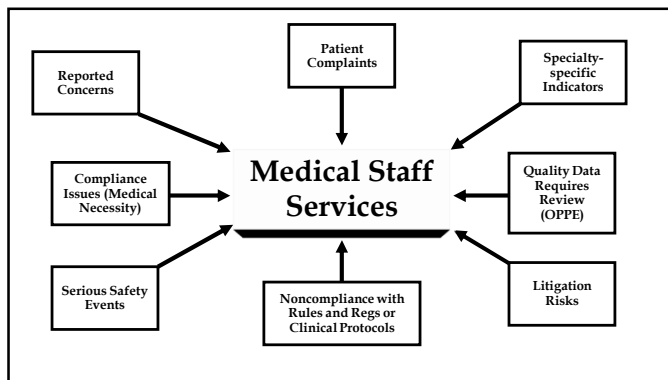 Patient
Complaints
Reported
Concerns
Specialty-
specific
Indicators
Medical Staff
Services
Compliance
Issues (Medical
Necessity)
Quality Data
Requires
Review
(OPPE)
Serious Safety
Events
Noncompliance with
Rules and Regs or
Clinical Protocols
Litigation
Risks